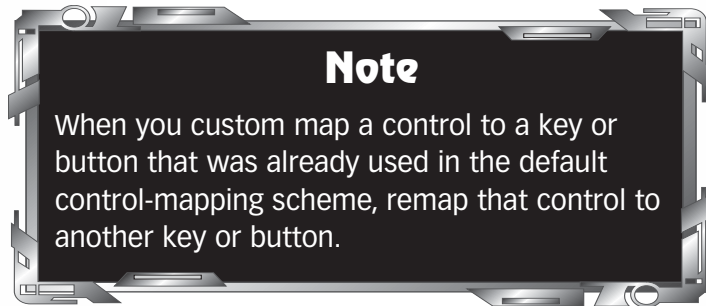 Note
When you custom map a control to a key or
button that was already used in the default
control-mapping scheme, remap that control to
another key or button.